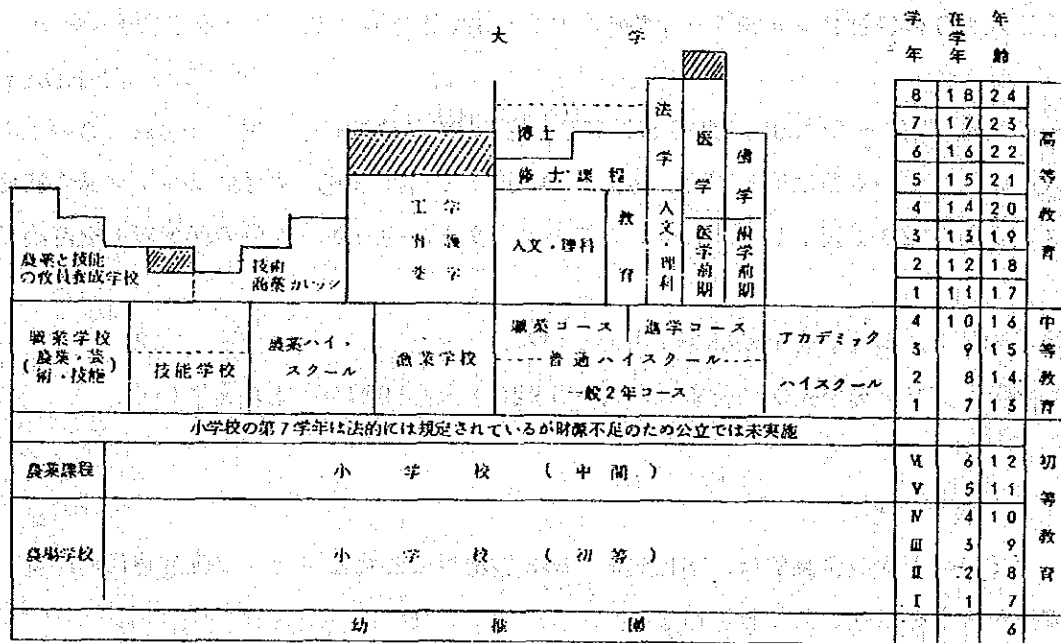 大 学
学年 在学年 年齢
8 18 24
7 17 23
6 16 22
5 15 21
4 14 20
3 13 19
2 12 18
1 11 17
高等教育
法学
医学
歯学
博士
修士課程
工学
看護
人文・理科
教育
人文・理科
医学前期
歯学前期
農業と技能
の教員養成学校
技術
商業カレッジ
職業学校
(農業・芸
術・技能)
技能学校
農業ハイ・
スクール
漁業学校
職業コース 進学コース
普通ハイスクール
一般2年コース
アカデミック
ハイスクール
4 10 16
3 9 15
2 8 14
1 7 13
中等教育
小学校の第7学年は法的には規定されているが財源不足のため公立では未実施
農業課程
小学校(中間)
Ⅵ 6 12
Ⅴ 5 11
農場学校
小学校(初等)
Ⅳ 4 10
Ⅲ 3 9
Ⅱ 2 8
Ⅰ 1 7
初等教育
幼稚園
6